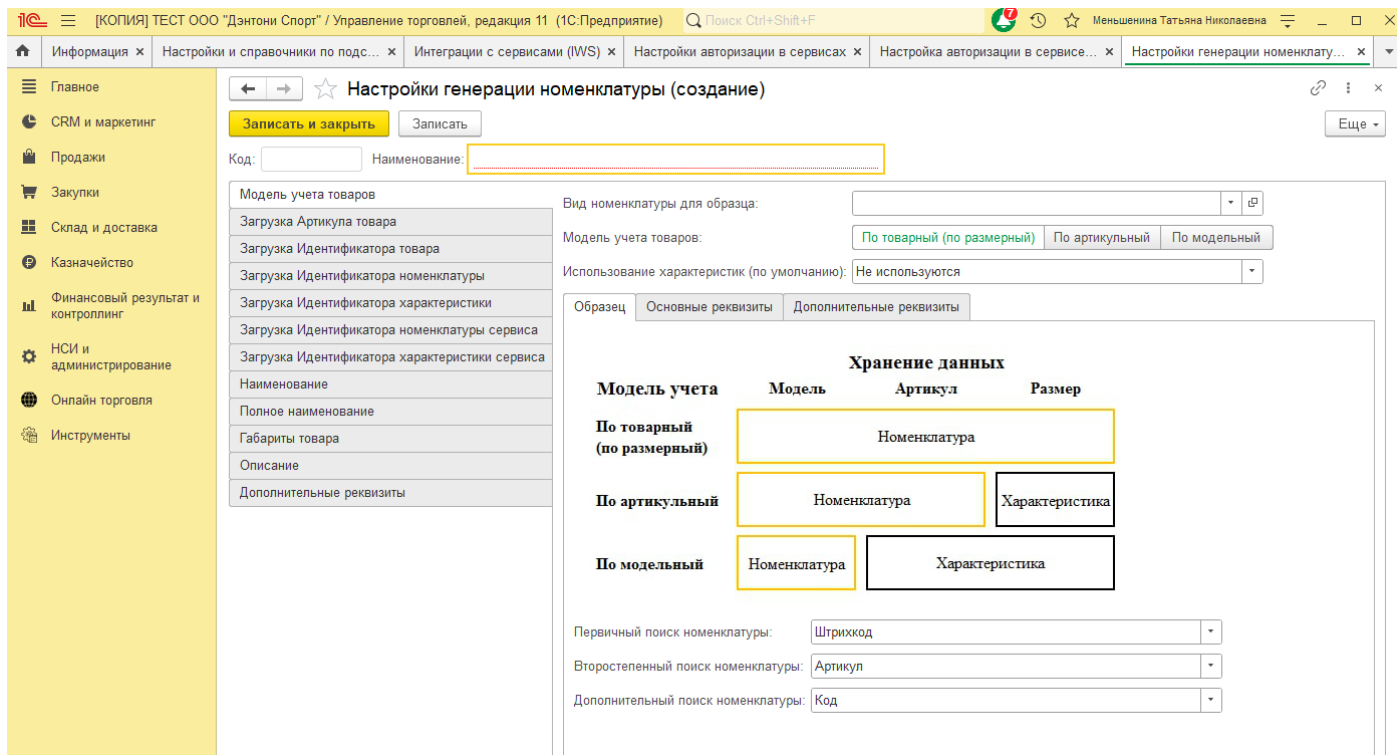 [КОПИЯ] ТЕСТ ООО "Дэнтони Спорт" / Управление торговлей, редакция 11 (1С:Предприятие)
Поиск Ctrl+Shift+F
7
Меньшенина Татьяна Николаевна
Информация
Настройки и справочники по подс...
Интеграции с сервисами (IWS)
Настройки авторизации в сервисах
Настройка авторизации в сервисе...
Настройки генерации номенклату...
Главное
CRM и маркетинг
Продажи
Закупки
Склад и доставка
Казначейство
Финансовый результат и
контроллинг
НСИ и
администрирование
Онлайн торговля
Инструменты
Настройки генерации номенклатуры (создание)
Записать и закрыть
Записать
Еще
Код:
Наименование:
Модель учета товаров
Загрузка Артикула товара
Загрузка Идентификатора товара
Загрузка Идентификатора номенклатуры
Загрузка Идентификатора характеристики
Загрузка Идентификатора номенклатуры сервиса
Загрузка Идентификатора характеристики сервиса
Наименование
Полное наименование
Габариты товара
Описание
Дополнительные реквизиты
Вид номенклатуры для образца:
Модель учета товаров: По товарный (по размерный) По артикульный По модельный
Использование характеристик (по умолчанию): Не используются
Образец Основные реквизиты Дополнительные реквизиты
Хранение данных
Модель учета Модель Артикул Размер
По товарный
(по размерный)
Номенклатура
По артикульный Номенклатура Характеристика
По модельный Номенклатура Характеристика
Первичный поиск номенклатуры: Штрихкод
Второстепенный поиск номенклатуры: Артикул
Дополнительный поиск номенклатуры: Код